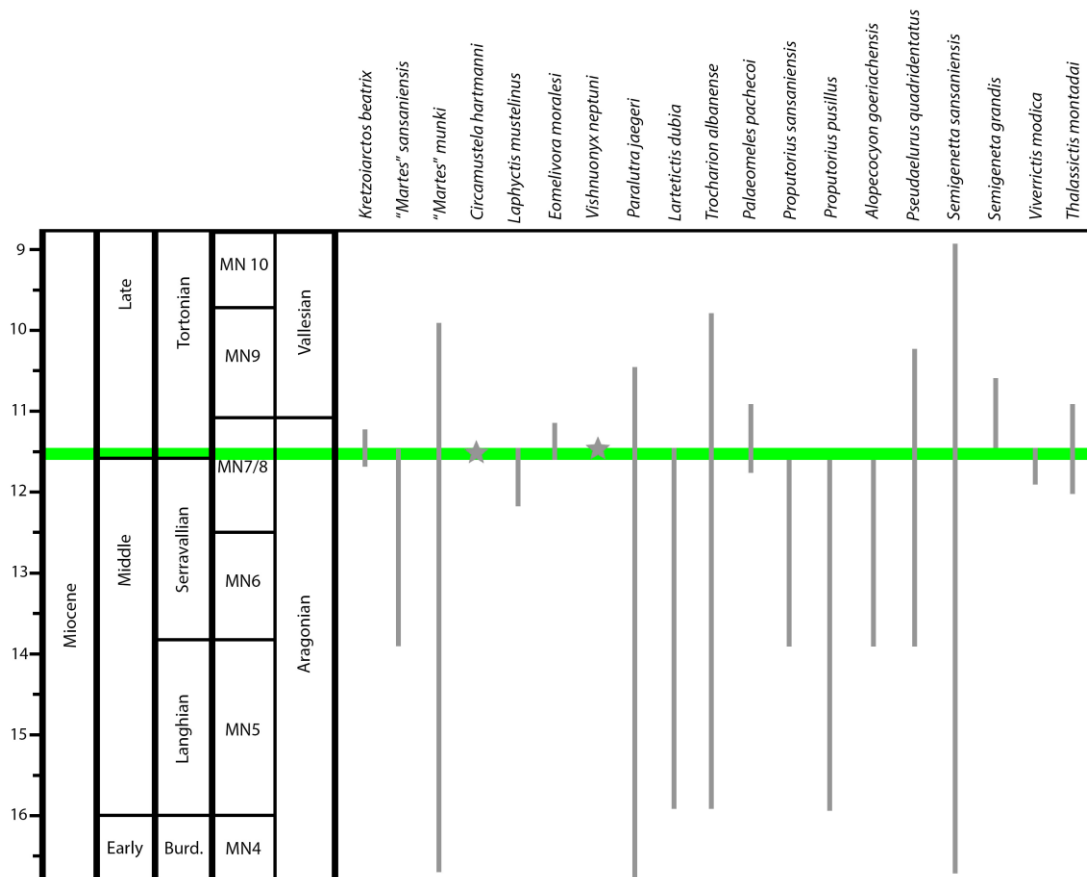 Kretzoiarctos beatrix
"Martes" sansaniensis
"Martes" munki
Circamustela hartmanni
Laphyctis mustelinus
Eomelivora moralesi
Vishnuonyx neptuni
Paralutra jaegeri
Lartetictis dubia
Trocharion albanense
Palaeomeles pachecoi
Proputorius sansaniensis
Proputorius pusillus
Alopecocyon goeriachensis
Pseudaelurus quadridentatus
Semigenetta sansaniensis
Semigeneta grandis
Viverrictis modica
Thalassictis montadai
9
10
11
12
13
14
15
16
Miocene
Late
Middle
Early
Tortonian
Serravallian
Langhian
Burd.
MN 10
MN9
MN7/8
MN6
MN5
MN4
Vallesian
Aragonian